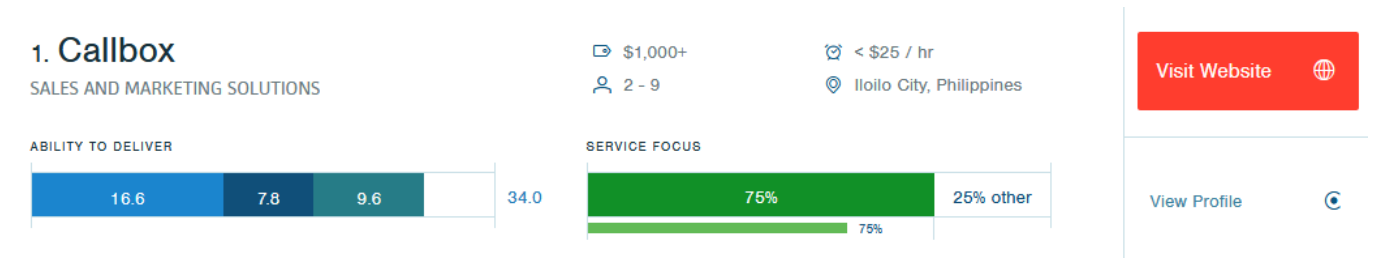 1. Callbox
SALES AND MARKETING SOLUTIONS
$1,000+
< $25 / hr
2 - 9
Iloilo City, Philippines
Visit Website
ABILITY TO DELIVER
16.6 7.8 9.6 34.0
SERVICE FOCUS
75% 25% other
75%
View Profile